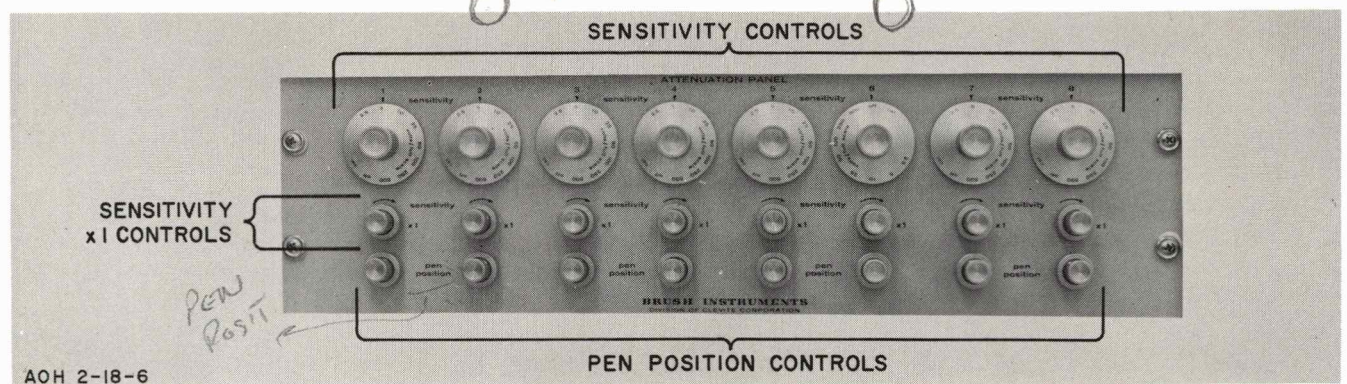 SENSITIVITY CONTROLS
ATTENUATION PANEL
1 2 3 4 5 6 7 8
sensitivity sensitivity sensitivity sensitivity
SENSITIVITY
x1 CONTROLS
sensitivity sensitivity sensitivity sensitivity
x1 x1 x1 x1 x1 x1 x1 x1
pen position pen position pen position pen position
PEN
POSIT
BRUSH INSTRUMENTS
DIVISION OF CLEVITE CORPORATION
PEN POSITION CONTROLS
AOH 2-18-6